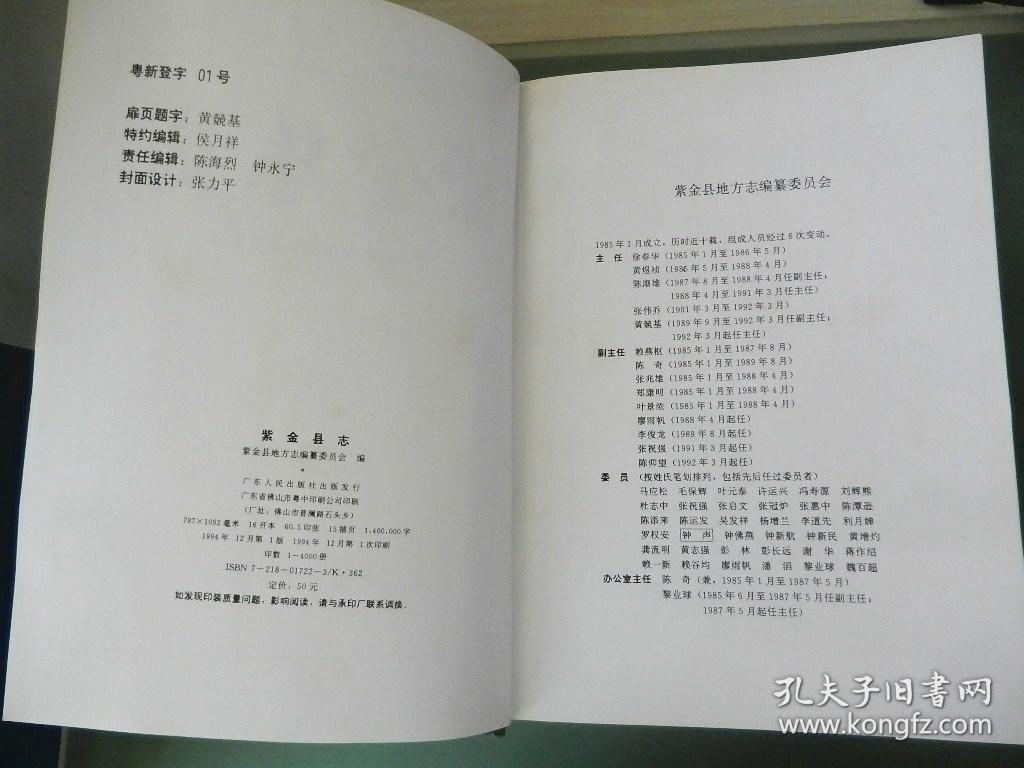 粤新登字 01号
扉页题字：黄兢基
特约编辑：侯月祥
责任编辑：陈海烈 钟永宁
封面设计：张力平
紫金县志
紫金县地方志编纂委员会 编
*
广东人民出版社出版发行
广东省佛山市粤中印刷公司印刷
（厂址：佛山市普澜路石头乡）
787×1092毫米 16开本 60.5印张 15插页 1,400,000字
1994年12月第1版 1994年12月第1次印刷
印数 1—4000册
ISBN 7-218-01722-3/K·362
定价：50元
如发现印装质量问题，影响阅读，请与承印厂联系调换。
紫金县地方志编纂委员会
1985年1月成立，历时近十载，组成人员经过6次变动。
主 任 徐春华（1985年1月至1986年5月）
黄煜祯（1986年5月至1988年4月）
陈潮雄（1987年8月至1988年4月任副主任；
1988年4月至1991年3月任主任）
张伟乔（1991年3月至1992年3月）
黄兢基（1989年9月至1992年3月任副主任；
1992年3月起任主任）
副主任 赖燕枢（1985年1月至1987年8月）
陈 奇（1985年1月至1989年8月）
张兆雄（1985年1月至1988年4月）
郑康明（1985年1月至1988年4月）
叶景浓（1985年1月至1988年4月）
廖雨帆（1988年4月起任）
李俊龙（1989年8月起任）
张祝强（1991年3月起任）
陈仰望（1992年3月起任）
委 员 （按姓氏笔划排列，包括先后任过委员者）
马应松 毛保辉 叶元泰 许运兴 冯寿源 刘辉熊
杜志中 张祝强 张启文 张冠炉 张惠中 陈潭逊
陈添来 陈运发 吴发祥 杨增兰 李道先 利月婵
罗权安 钟声 钟佛燕 钟新航 钟新民 黄增灼
龚流明 黄志强 彭林 彭长远 谢华 蒋作绍
赖一新 赖谷均 廖雨帆 潘滔 黎业球 魏百超
办公室主任 陈 奇（兼，1985年1月至1987年5月）
黎业球（1985年6月至1987年5月任副主任；
1987年5月起任主任）
孔夫子旧书网
www.kongfz.com